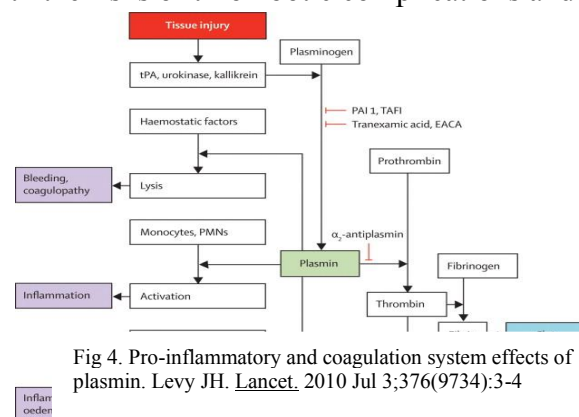 Tissue injury
Plasminogen
tPA, urokinase, kallikrein
PAI 1, TAFI
Tranexamic acid, EACA
Haemostatic factors
Prothrombin
Bleeding,
coagulopathy
Lysis
Monocytes, PMNs
α2-antiplasmin
Plasmin
Fibrinogen
Inflammation
Activation
Thrombin
Fig 4. Pro-inflammatory and coagulation system effects of
plasmin. Levy JH. Lancet. 2010 Jul 3;376(9734):3-4